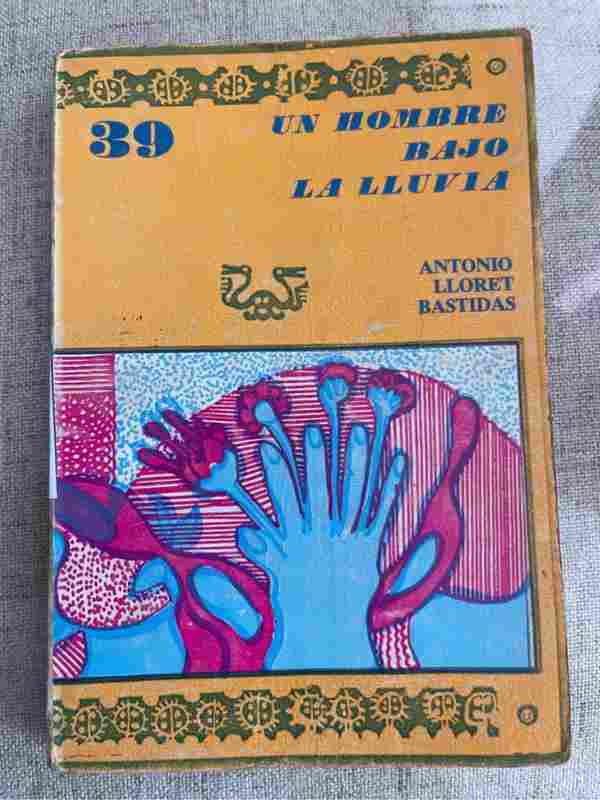 39
UN HOMBRE
BAJO
LA LLUVIA
ANTONIO
LLORET
BASTIDAS